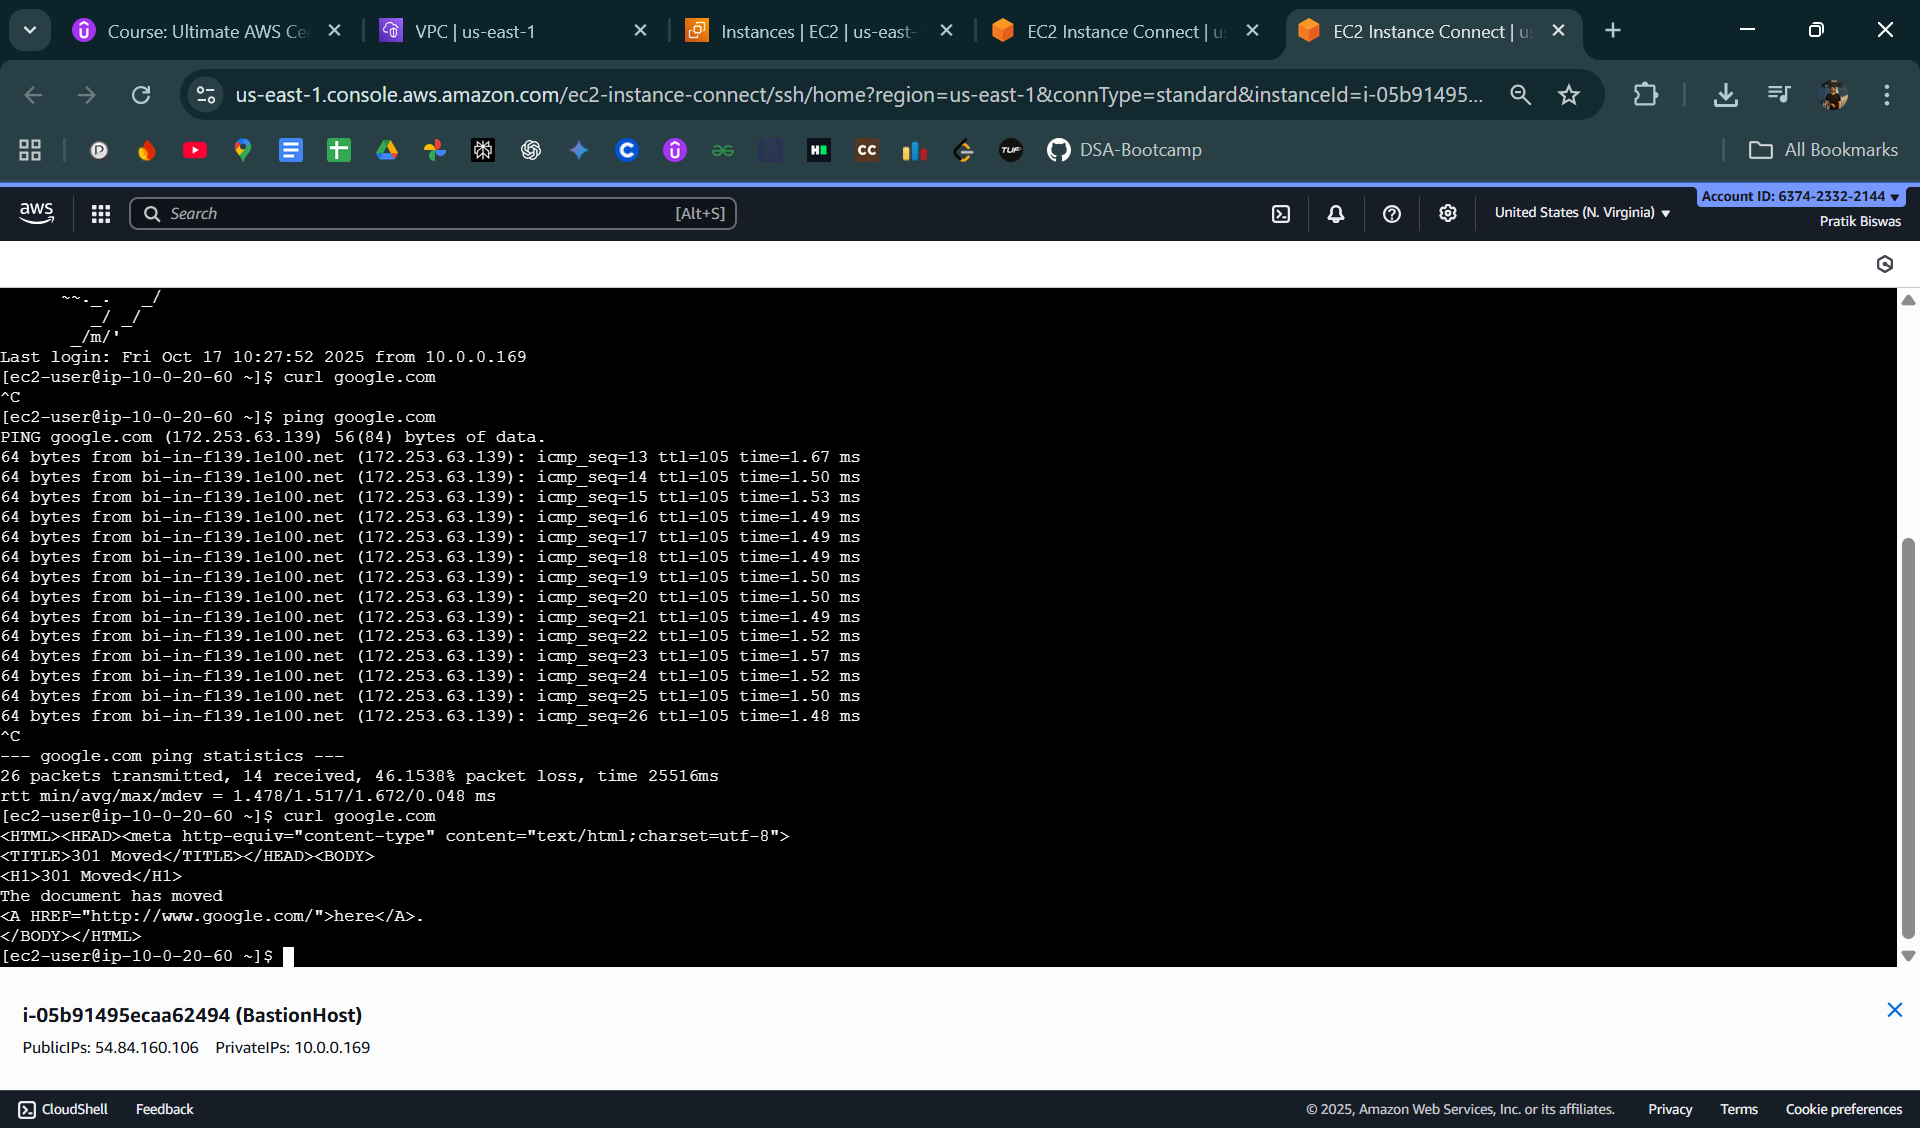 Course: Ultimate AWS Ce
VPC | us-east-1
Instances | EC2 | us-east-
EC2 Instance Connect | u
EC2 Instance Connect | us
us-east-1.console.aws.amazon.com/ec2-instance-connect/ssh/home?region=us-east-1&connType=standard&instanceId=i-05b91495...
CC
TUF
DSA-Bootcamp
All Bookmarks
aws
Search
[Alt+S]
United States (N. Virginia)
Account ID: 6374-2332-2144
Pratik Biswas
~~._.   _/
_/ _/
_/m/'
Last login: Fri Oct 17 10:27:52 2025 from 10.0.0.169
[ec2-user@ip-10-0-20-60 ~]$ curl google.com
^C
[ec2-user@ip-10-0-20-60 ~]$ ping google.com
PING google.com (172.253.63.139) 56(84) bytes of data.
64 bytes from bi-in-f139.1e100.net (172.253.63.139): icmp_seq=13 ttl=105 time=1.67 ms
64 bytes from bi-in-f139.1e100.net (172.253.63.139): icmp_seq=14 ttl=105 time=1.50 ms
64 bytes from bi-in-f139.1e100.net (172.253.63.139): icmp_seq=15 ttl=105 time=1.53 ms
64 bytes from bi-in-f139.1e100.net (172.253.63.139): icmp_seq=16 ttl=105 time=1.49 ms
64 bytes from bi-in-f139.1e100.net (172.253.63.139): icmp_seq=17 ttl=105 time=1.49 ms
64 bytes from bi-in-f139.1e100.net (172.253.63.139): icmp_seq=18 ttl=105 time=1.49 ms
64 bytes from bi-in-f139.1e100.net (172.253.63.139): icmp_seq=19 ttl=105 time=1.50 ms
64 bytes from bi-in-f139.1e100.net (172.253.63.139): icmp_seq=20 ttl=105 time=1.50 ms
64 bytes from bi-in-f139.1e100.net (172.253.63.139): icmp_seq=21 ttl=105 time=1.49 ms
64 bytes from bi-in-f139.1e100.net (172.253.63.139): icmp_seq=22 ttl=105 time=1.52 ms
64 bytes from bi-in-f139.1e100.net (172.253.63.139): icmp_seq=23 ttl=105 time=1.57 ms
64 bytes from bi-in-f139.1e100.net (172.253.63.139): icmp_seq=24 ttl=105 time=1.52 ms
64 bytes from bi-in-f139.1e100.net (172.253.63.139): icmp_seq=25 ttl=105 time=1.50 ms
64 bytes from bi-in-f139.1e100.net (172.253.63.139): icmp_seq=26 ttl=105 time=1.48 ms
^C
--- google.com ping statistics ---
26 packets transmitted, 14 received, 46.1538% packet loss, time 25516ms
rtt min/avg/max/mdev = 1.478/1.517/1.672/0.048 ms
[ec2-user@ip-10-0-20-60 ~]$ curl google.com
<HTML><HEAD><meta http-equiv="content-type" content="text/html;charset=utf-8">
<TITLE>301 Moved</TITLE></HEAD><BODY>
<H1>301 Moved</H1>
The document has moved
<A HREF="http://www.google.com/">here</A>.
</BODY></HTML>
[ec2-user@ip-10-0-20-60 ~]$
i-05b91495ecaa62494 (BastionHost)
PublicIPs: 54.84.160.106    PrivateIPs: 10.0.0.169
CloudShell
Feedback
© 2025, Amazon Web Services, Inc. or its affiliates.
Privacy
Terms
Cookie preferences